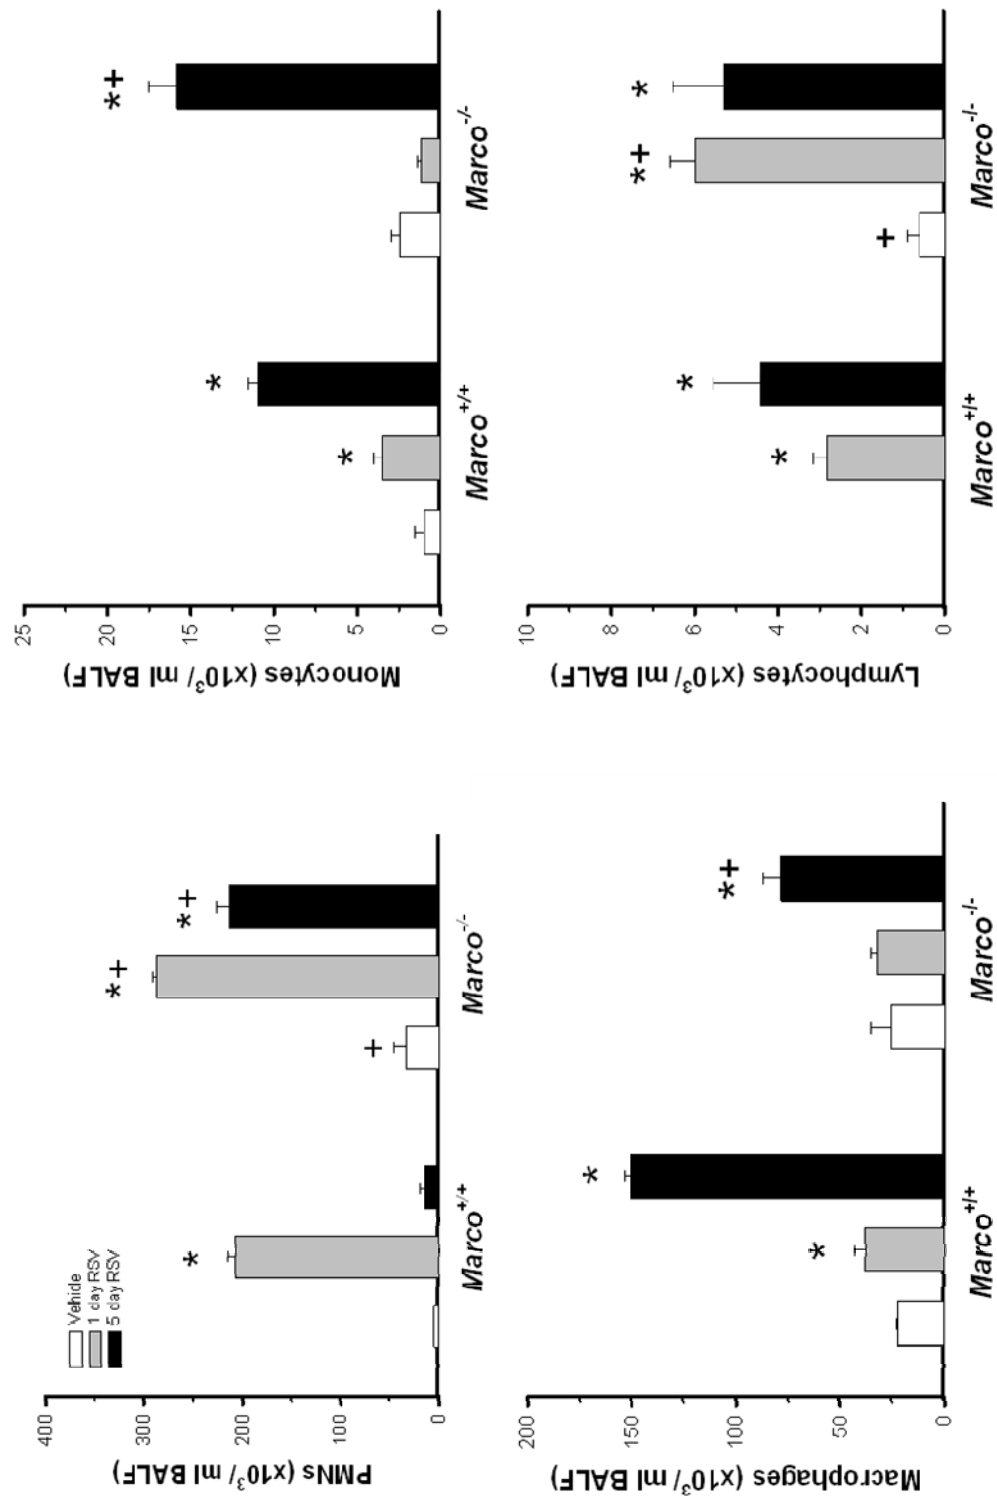 PMNs (x10³/ ml BALF)
400
300
200
100
0
Vehicle
1 day RSV
5 day RSV
*
*+
*+
+
Marco+/+
Marco-/-
Monocytes (x10³/ ml BALF)
25
20
15
10
5
0
*
*
*+
Marco+/+
Marco-/-
Macrophages (x10³/ ml BALF)
200
150
100
50
0
*
*
*+
Marco+/+
Marco-/-
Lymphocytes (x10³/ ml BALF)
10
8
6
4
2
0
*
*
+
*+
*
Marco+/+
Marco-/-